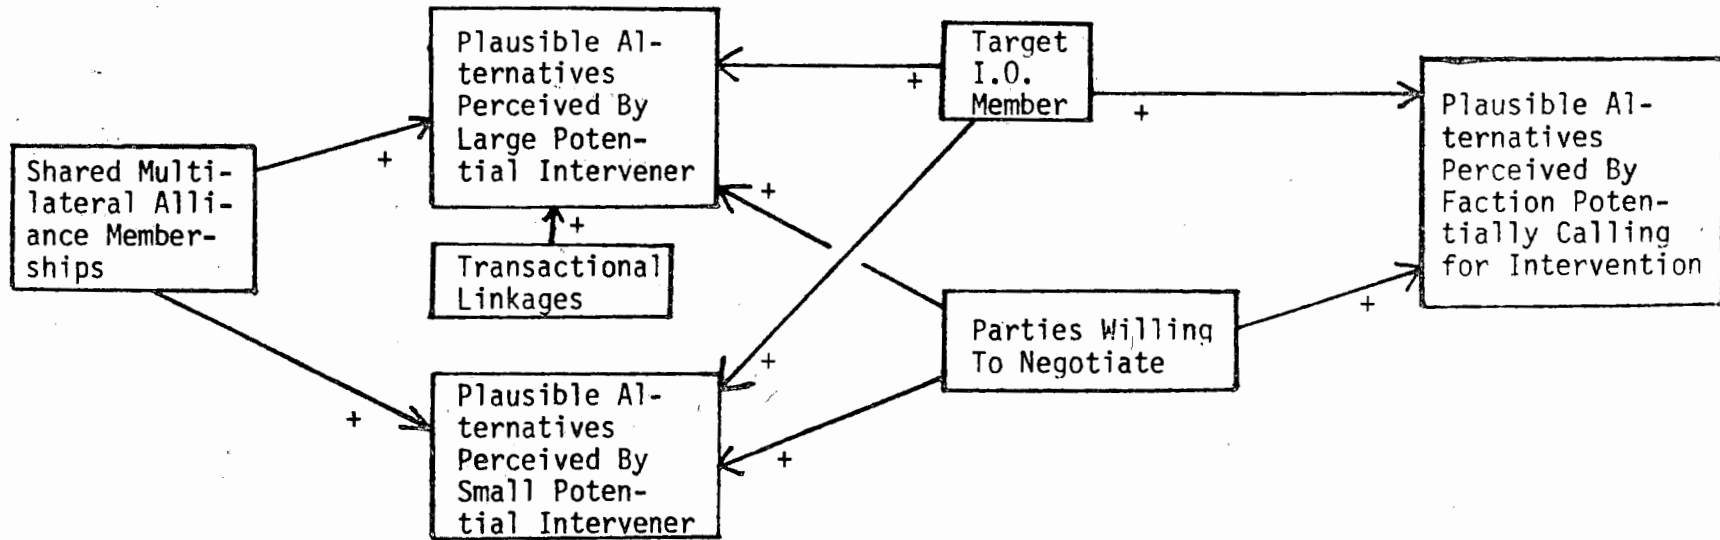 Shared Multi-
lateral Alli-
ance Member-
ships
+
+
Plausible Al-
ternatives
Perceived By
Large Poten-
tial Intervener
+
Transactional
Linkages
Plausible Al-
ternatives
Perceived By
Small Poten-
tial Intervener
+
+
+
+
Target
I.O.
Member
+
Parties Willing
To Negotiate
+
Plausible Al-
ternatives
Perceived By
Faction Poten-
tially Calling
for Intervention